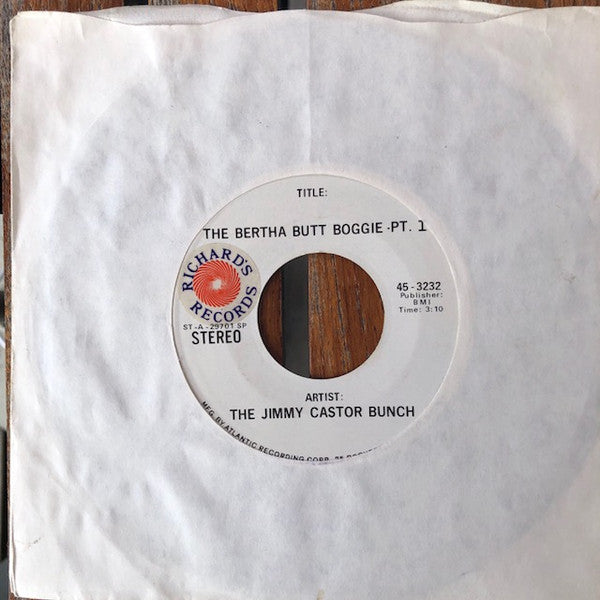 TITLE:
THE BERTHA BUTT BOGGIE - PT. 1
RICHARD'S
RECORDS
ST-A-29701 SP
STEREO
45-3232
Publisher:
BMI
Time: 3:10
ARTIST:
THE JIMMY CASTOR BUNCH
MFG. BY ATLANTIC RECORDING CORP.